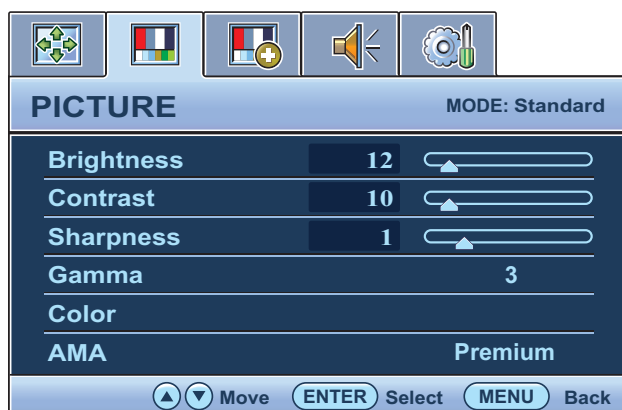 PICTURE MODE: Standard
Brightness 12
Contrast 10
Sharpness 1
Gamma 3
Color
AMA Premium
Move ENTER Select MENU Back